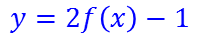 y = 2f(x) − 1